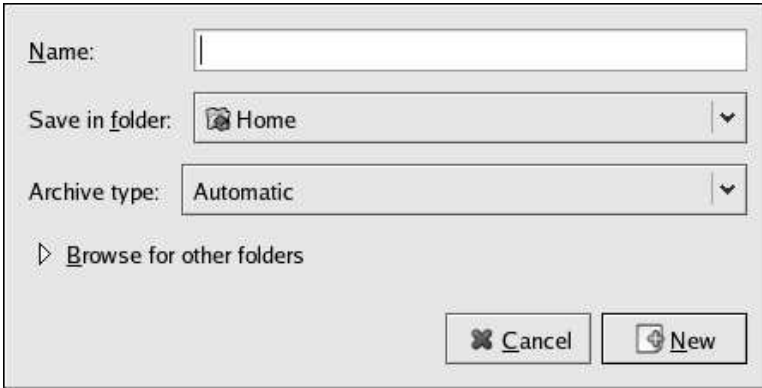 Name:
Save in folder: Home
Archive type: Automatic
Browse for other folders
Cancel New